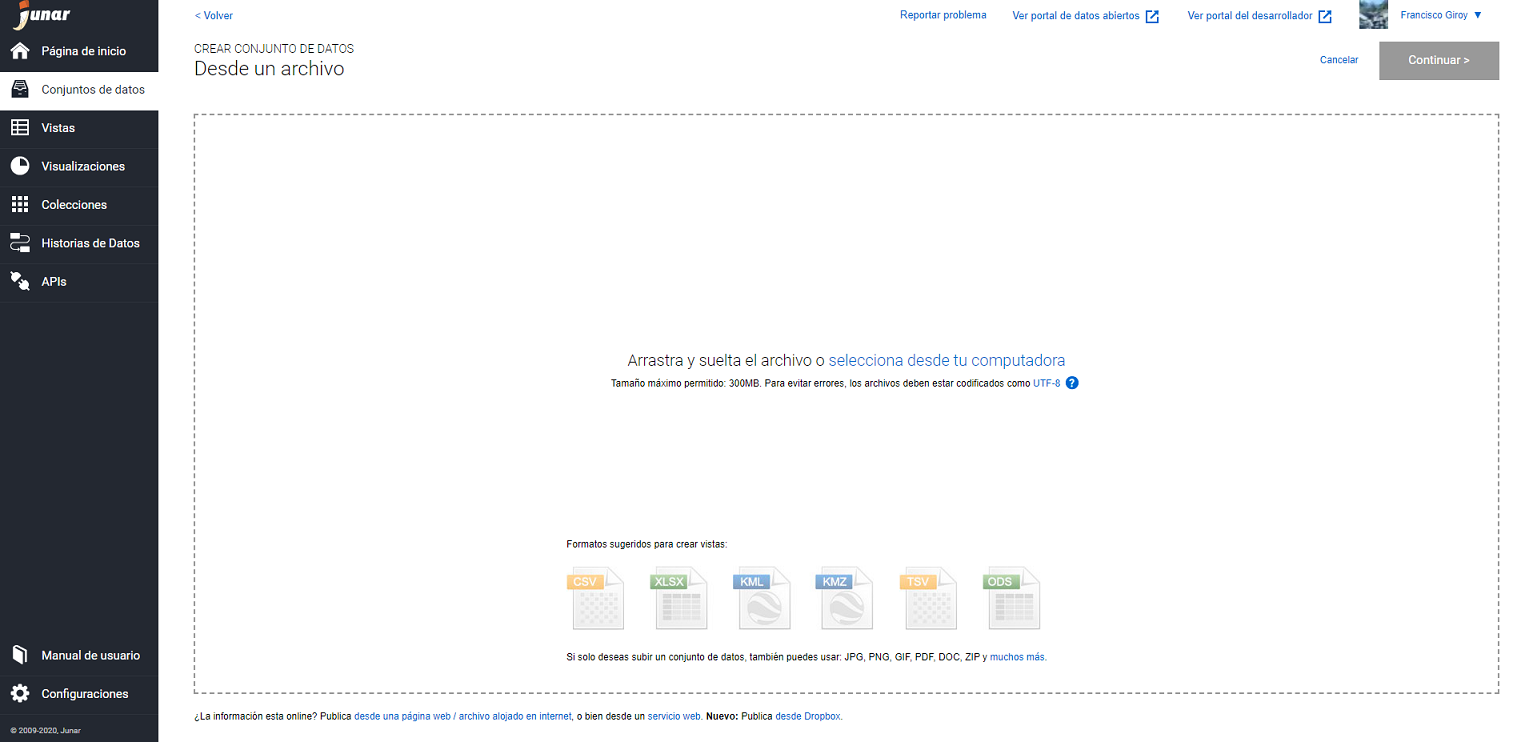 junar
Página de inicio
Conjuntos de datos
Vistas
Visualizaciones
Colecciones
Historias de Datos
APIs
Manual de usuario
Configuraciones
© 2009-2020, Junar
< Volver
Reportar problema
Ver portal de datos abiertos
Ver portal del desarrollador
Francisco Giroy ▼
CREAR CONJUNTO DE DATOS
Desde un archivo
Cancelar
Continuar >
Arrastra y suelta el archivo o selecciona desde tu computadora
Tamaño máximo permitido: 300MB. Para evitar errores, los archivos deben estar codificados como UTF-8 ?
Formatos sugeridos para crear vistas:
CSV
XLSX
KML
KMZ
TSV
ODS
Si solo deseas subir un conjunto de datos, también puedes usar: JPG, PNG, GIF, PDF, DOC, ZIP y muchos más.
¿La información esta online? Publica desde una página web / archivo alojado en internet, o bien desde un servicio web. Nuevo: Publica desde Dropbox.